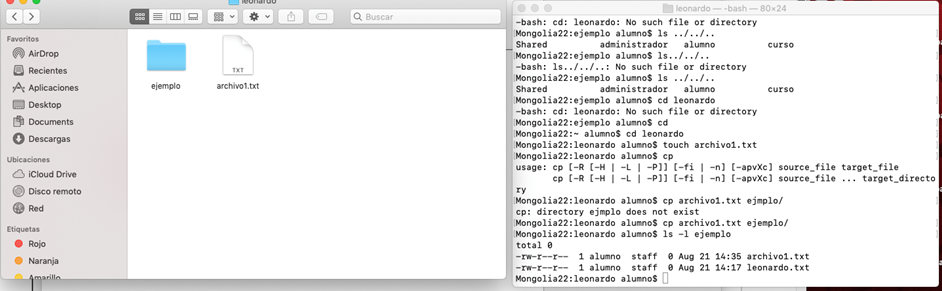 leonardo
Buscar
Favoritos
AirDrop
Recientes
Aplicaciones
Desktop
Documents
Descargas
Ubicaciones
iCloud Drive
Disco remoto
Red
Etiquetas
Rojo
Naranja
Amarillo
ejemplo
TXT
archivo1.txt
leonardo — -bash — 80×24
-bash: cd: leonardo: No such file or directory
Mongolia22:ejemplo alumno$ ls ../../..
Shared administrador alumno curso
Mongolia22:ejemplo alumno$ ls../../..
-bash: ls../../..: No such file or directory
Mongolia22:ejemplo alumno$ ls ../../..
Shared administrador alumno curso
Mongolia22:ejemplo alumno$ cd leonardo
-bash: cd: leonardo: No such file or directory
Mongolia22:ejemplo alumno$ cd
Mongolia22:~ alumno$ cd leonardo
Mongolia22:leonardo alumno$ touch archivo1.txt
Mongolia22:leonardo alumno$ cp
usage: cp [-R [-H | -L | -P]] [-fi | -n] [-apvXc] source_file target_file
cp [-R [-H | -L | -P]] [-fi | -n] [-apvXc] source_file ... target_directo
ry
Mongolia22:leonardo alumno$ cp archivo1.txt ejmplo/
cp: directory ejmplo does not exist
Mongolia22:leonardo alumno$ cp archivo1.txt ejemplo/
Mongolia22:leonardo alumno$ ls -l ejemplo
total 0
-rw-r--r-- 1 alumno staff 0 Aug 21 14:35 archivo1.txt
-rw-r--r-- 1 alumno staff 0 Aug 21 14:17 leonardo.txt
Mongolia22:leonardo alumno$